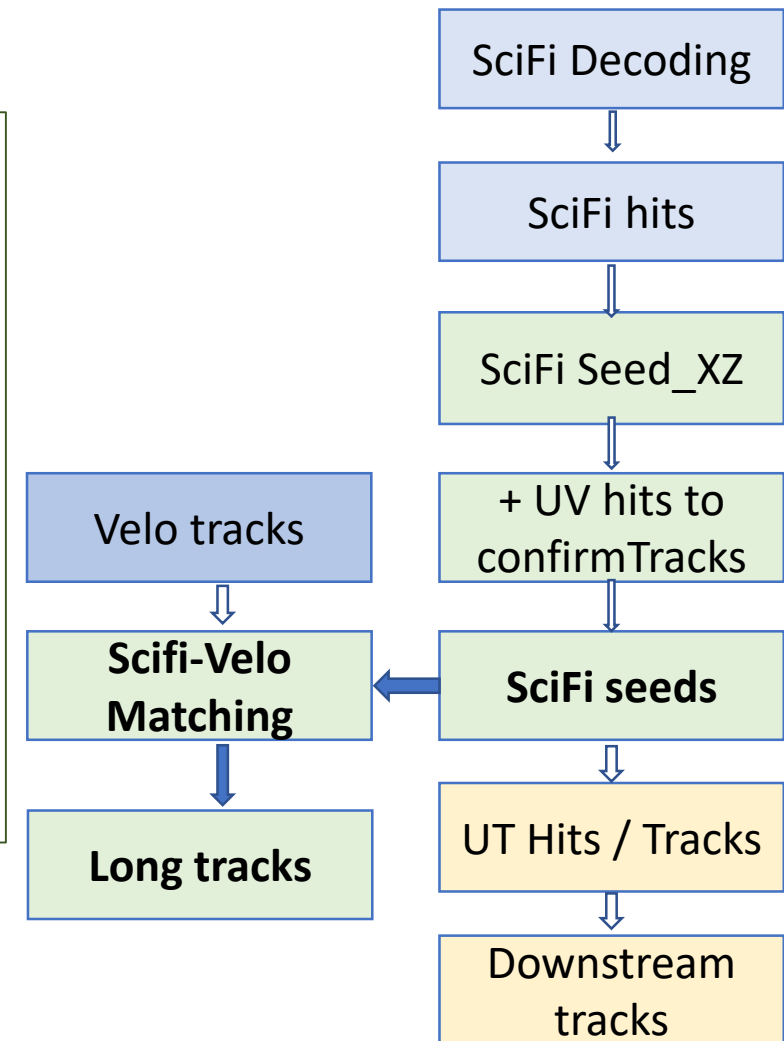 SciFi Decoding
SciFi hits
SciFi Seed_XZ
+ UV hits to
confirmTracks
Velo tracks
Scifi-Velo
Matching
SciFi seeds
Long tracks
UT Hits / Tracks
Downstream
tracks